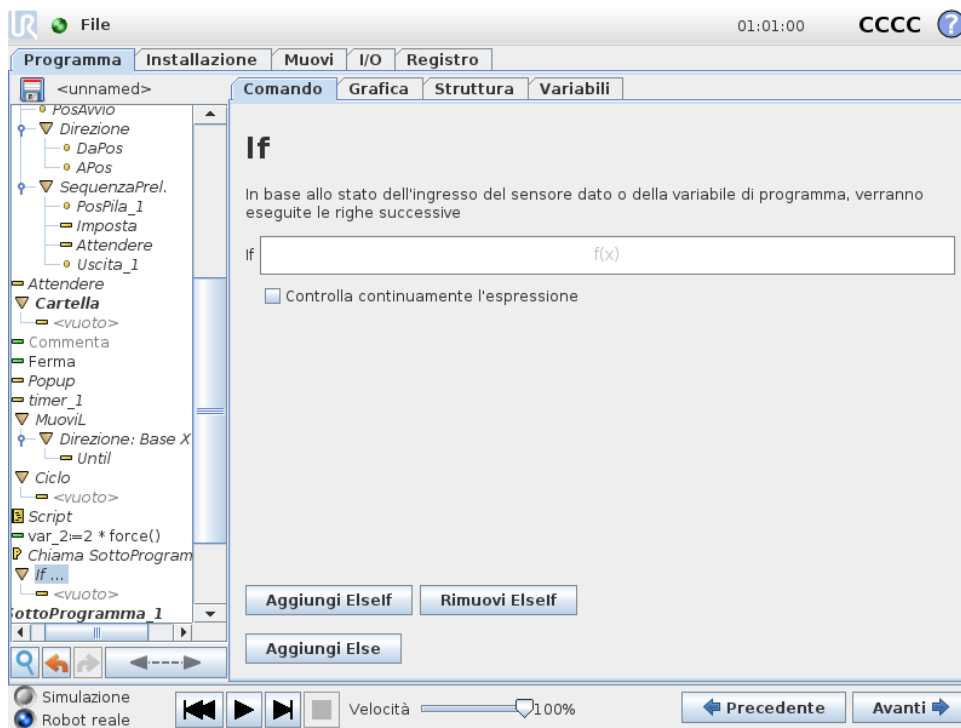 UR File 01:01:00 CCCC ?
Programma Installazione Muovi I/O Registro
<unnamed>
Comando Grafica Struttura Variabili
PosAvvio
Direzione
DaPos
APos
SequenzaPrel.
PosPila_1
Imposta
Attendere
Uscita_1
Attendere
Cartella
<vuoto>
Commenta
Ferma
Popup
timer_1
MuoviL
Direzione: Base X
Until
Ciclo
<vuoto>
Script
var_2:=2 * force()
P Chiama SottoProgram
If ...
<vuoto>
SottoProgramma_1
If
In base allo stato dell'ingresso del sensore dato o della variabile di programma, verranno
eseguite le righe successive
If f(x)
Controlla continuamente l'espressione
Aggiungi ElseIf Rimuovi ElseIf
Aggiungi Else
Simulazione
Robot reale
Velocità 100%
Precedente Avanti